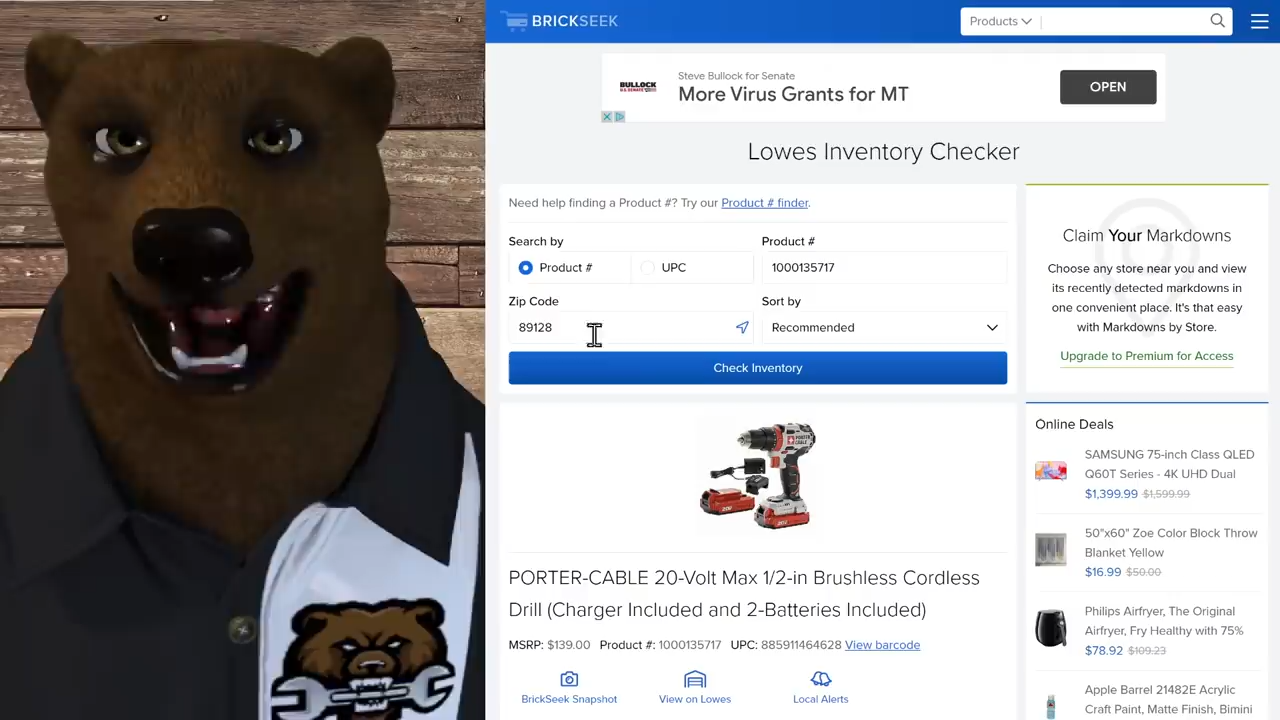 BRICKSEEK
Products
Steve Bullock for Senate
BULLOCK
More Virus Grants for MT
OPEN
Lowes Inventory Checker
Need help finding a Product #? Try our Product # finder.
Search by
Product #
Product #
UPC
1000135717
Zip Code
Sort by
89128
Recommended
Check Inventory
PORTER-CABLE 20-Volt Max 1/2-in Brushless Cordless
Drill (Charger Included and 2-Batteries Included)
MSRP: $139.00 Product #: 1000135717 UPC: 885911464628 View barcode
BrickSeek Snapshot
View on Lowes
Local Alerts
Claim Your Markdowns
Choose any store near you and view
its recently detected markdowns in
one convenient place. It's that easy
with Markdowns by Store.
Upgrade to Premium for Access
Online Deals
SAMSUNG 75-inch Class QLED
Q60T Series - 4K UHD Dual
$1,399.99 $1,599.99
50"x60" Zoe Color Block Throw
Blanket Yellow
$16.99 $50.00
Philips Airfryer, The Original
Airfryer, Fry Healthy with 75%
$78.92 $109.23
Apple Barrel 21482E Acrylic
Craft Paint, Matte Finish, Bimini